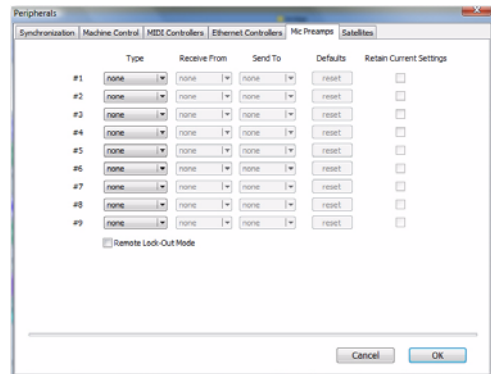 Peripherals
Synchronization Machine Control MIDI Controllers Ethernet Controllers Mic Preamps Satellites
Type Receive From Send To Defaults Retain Current Settings
#1 none none none reset
#2 none none none reset
#3 none none none reset
#4 none none none reset
#5 none none none reset
#6 none none none reset
#7 none none none reset
#8 none none none reset
#9 none none none reset
Remote Lock-Out Mode
Cancel OK